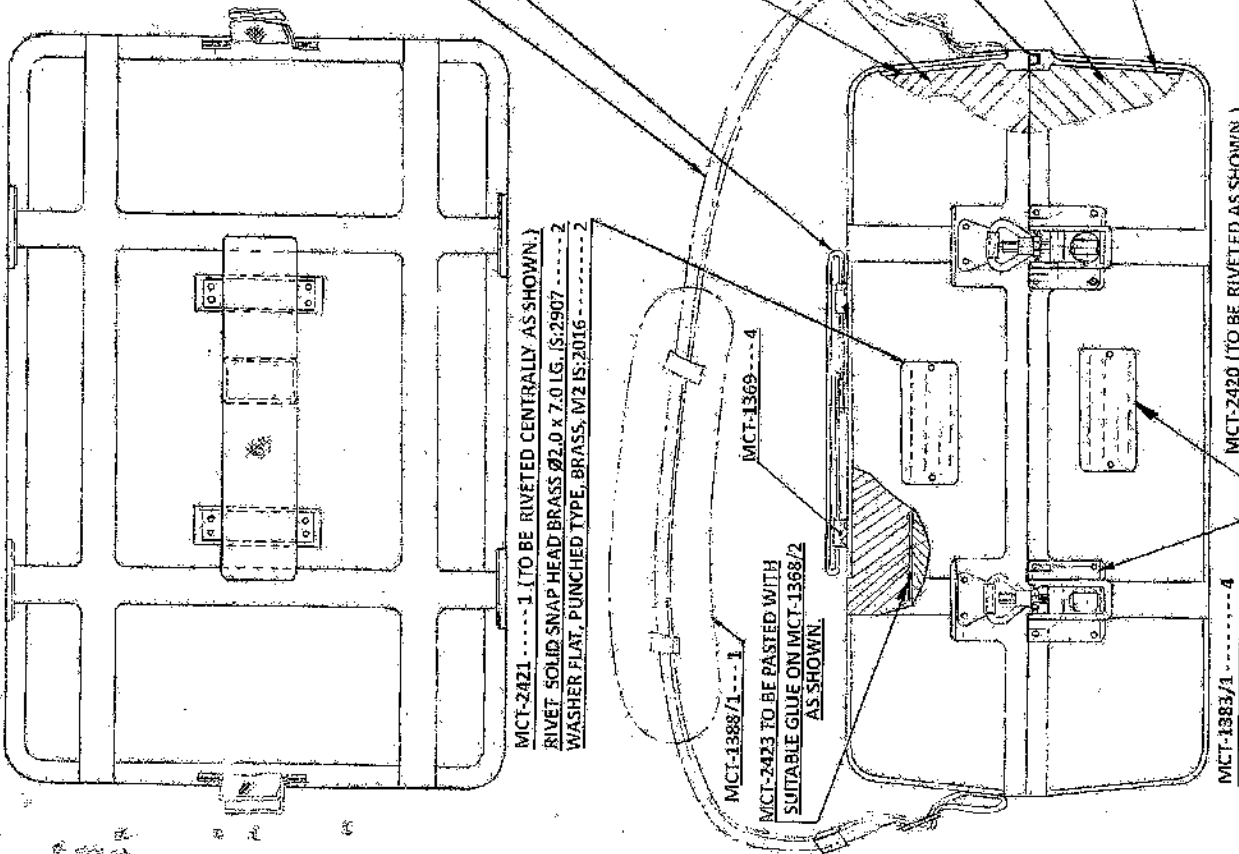 MCT-2421 ----- 1 (TO BE RIVETED CENTRALLY AS SHOWN.)
RIVET SOLID SNAP HEAD BRASS Ø2.0 x 7.0 LG. IS:2907 ----- 2
WASHER FLAT, PUNCHED TYPE, BRASS, M2 IS:2016 -------- 2
MCT-1369 --- 4
MCT-1388/1 --- 1
MCT-2423 TO BE PASTED WITH
SUITABLE GLUE ON MCT-1368/2
AS SHOWN.
MCT-2420 (TO BE RIVETED AS SHOWN.)
MCT-1383/1 -------- 4